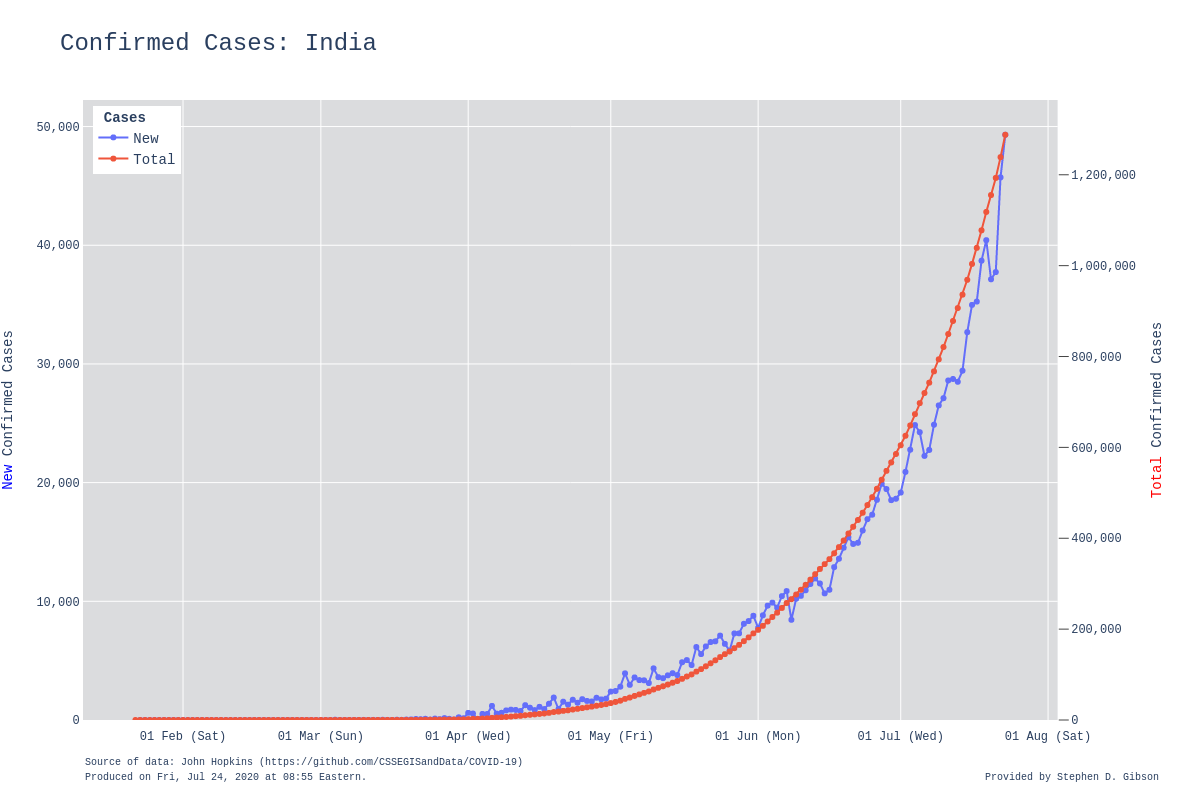 Confirmed Cases: India
Cases
New
Total
50,000
40,000
30,000
20,000
10,000
0
New Confirmed Cases
1,200,000
1,000,000
800,000
600,000
400,000
200,000
0
Total Confirmed Cases
01 Feb (Sat)
01 Mar (Sun)
01 Apr (Wed)
01 May (Fri)
01 Jun (Mon)
01 Jul (Wed)
01 Aug (Sat)
Source of data: John Hopkins (https://github.com/CSSEGISandData/COVID-19)
Produced on Fri, Jul 24, 2020 at 08:55 Eastern.
Provided by Stephen D. Gibson